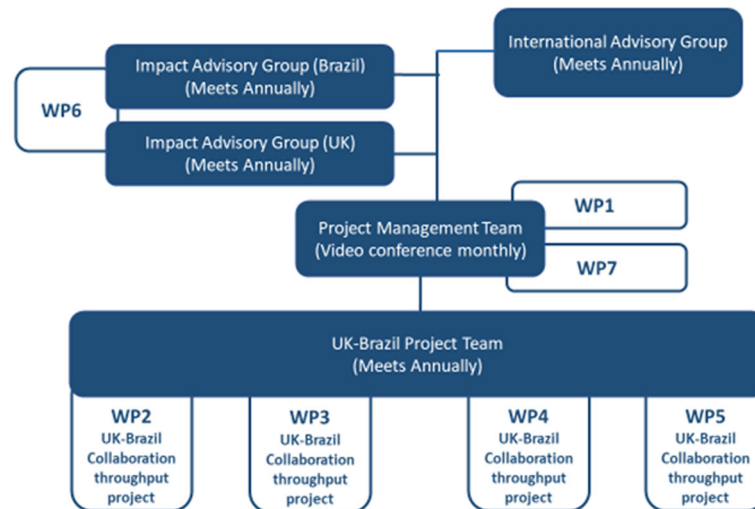 International Advisory Group
(Meets Annually)
Impact Advisory Group (Brazil)
(Meets Annually)
WP6
Impact Advisory Group (UK)
(Meets Annually)
WP1
Project Management Team
(Video conference monthly)
WP7
UK-Brazil Project Team
(Meets Annually)
WP2
UK-Brazil
Collaboration
throughput
project
WP3
UK-Brazil
Collaboration
throughput
project
WP4
UK-Brazil
Collaboration
throughput
project
WP5
UK-Brazil
Collaboration
throughput
project